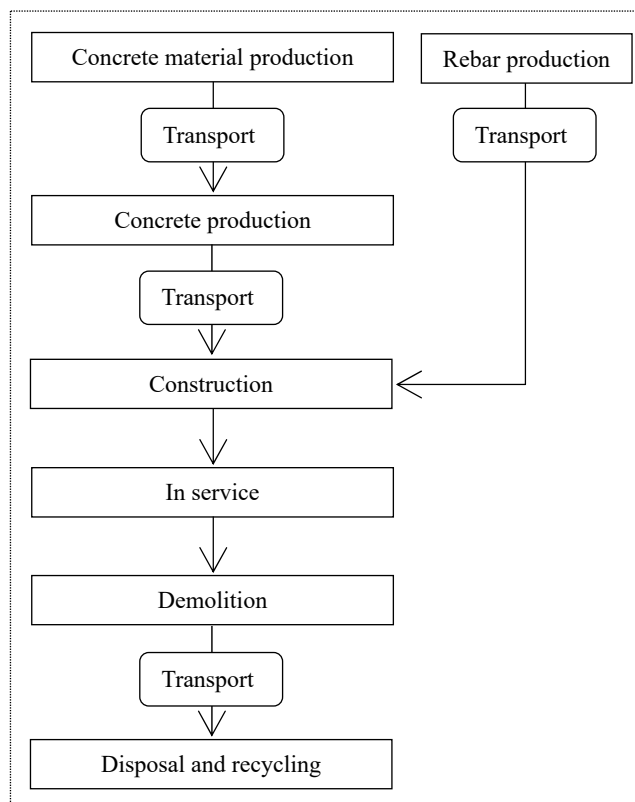 Concrete material production
Rebar production
Transport
Transport
Concrete production
Transport
Construction
In service
Demolition
Transport
Disposal and recycling